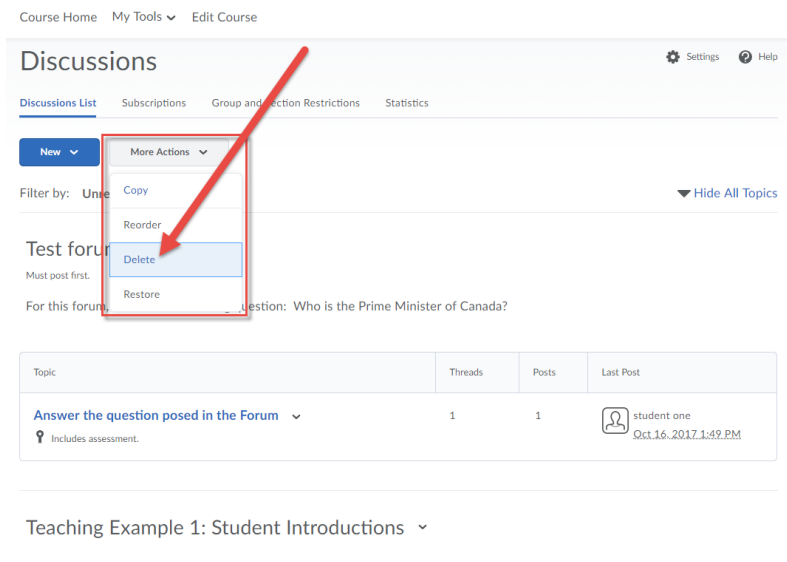 Course Home My Tools Edit Course
Discussions
Settings Help
Discussions List Subscriptions Group and Section Restrictions Statistics
New More Actions
Filter by: Hide All Topics
Copy
Reorder
Delete
Restore
Test
Must post first.
For this forum, question: Who is the Prime Minister of Canada?
Topic Threads Posts Last Post
Answer the question posed in the Forum 1 1 student one
Includes assessment. Oct 16, 2017 1:49 PM
Teaching Example 1: Student Introductions